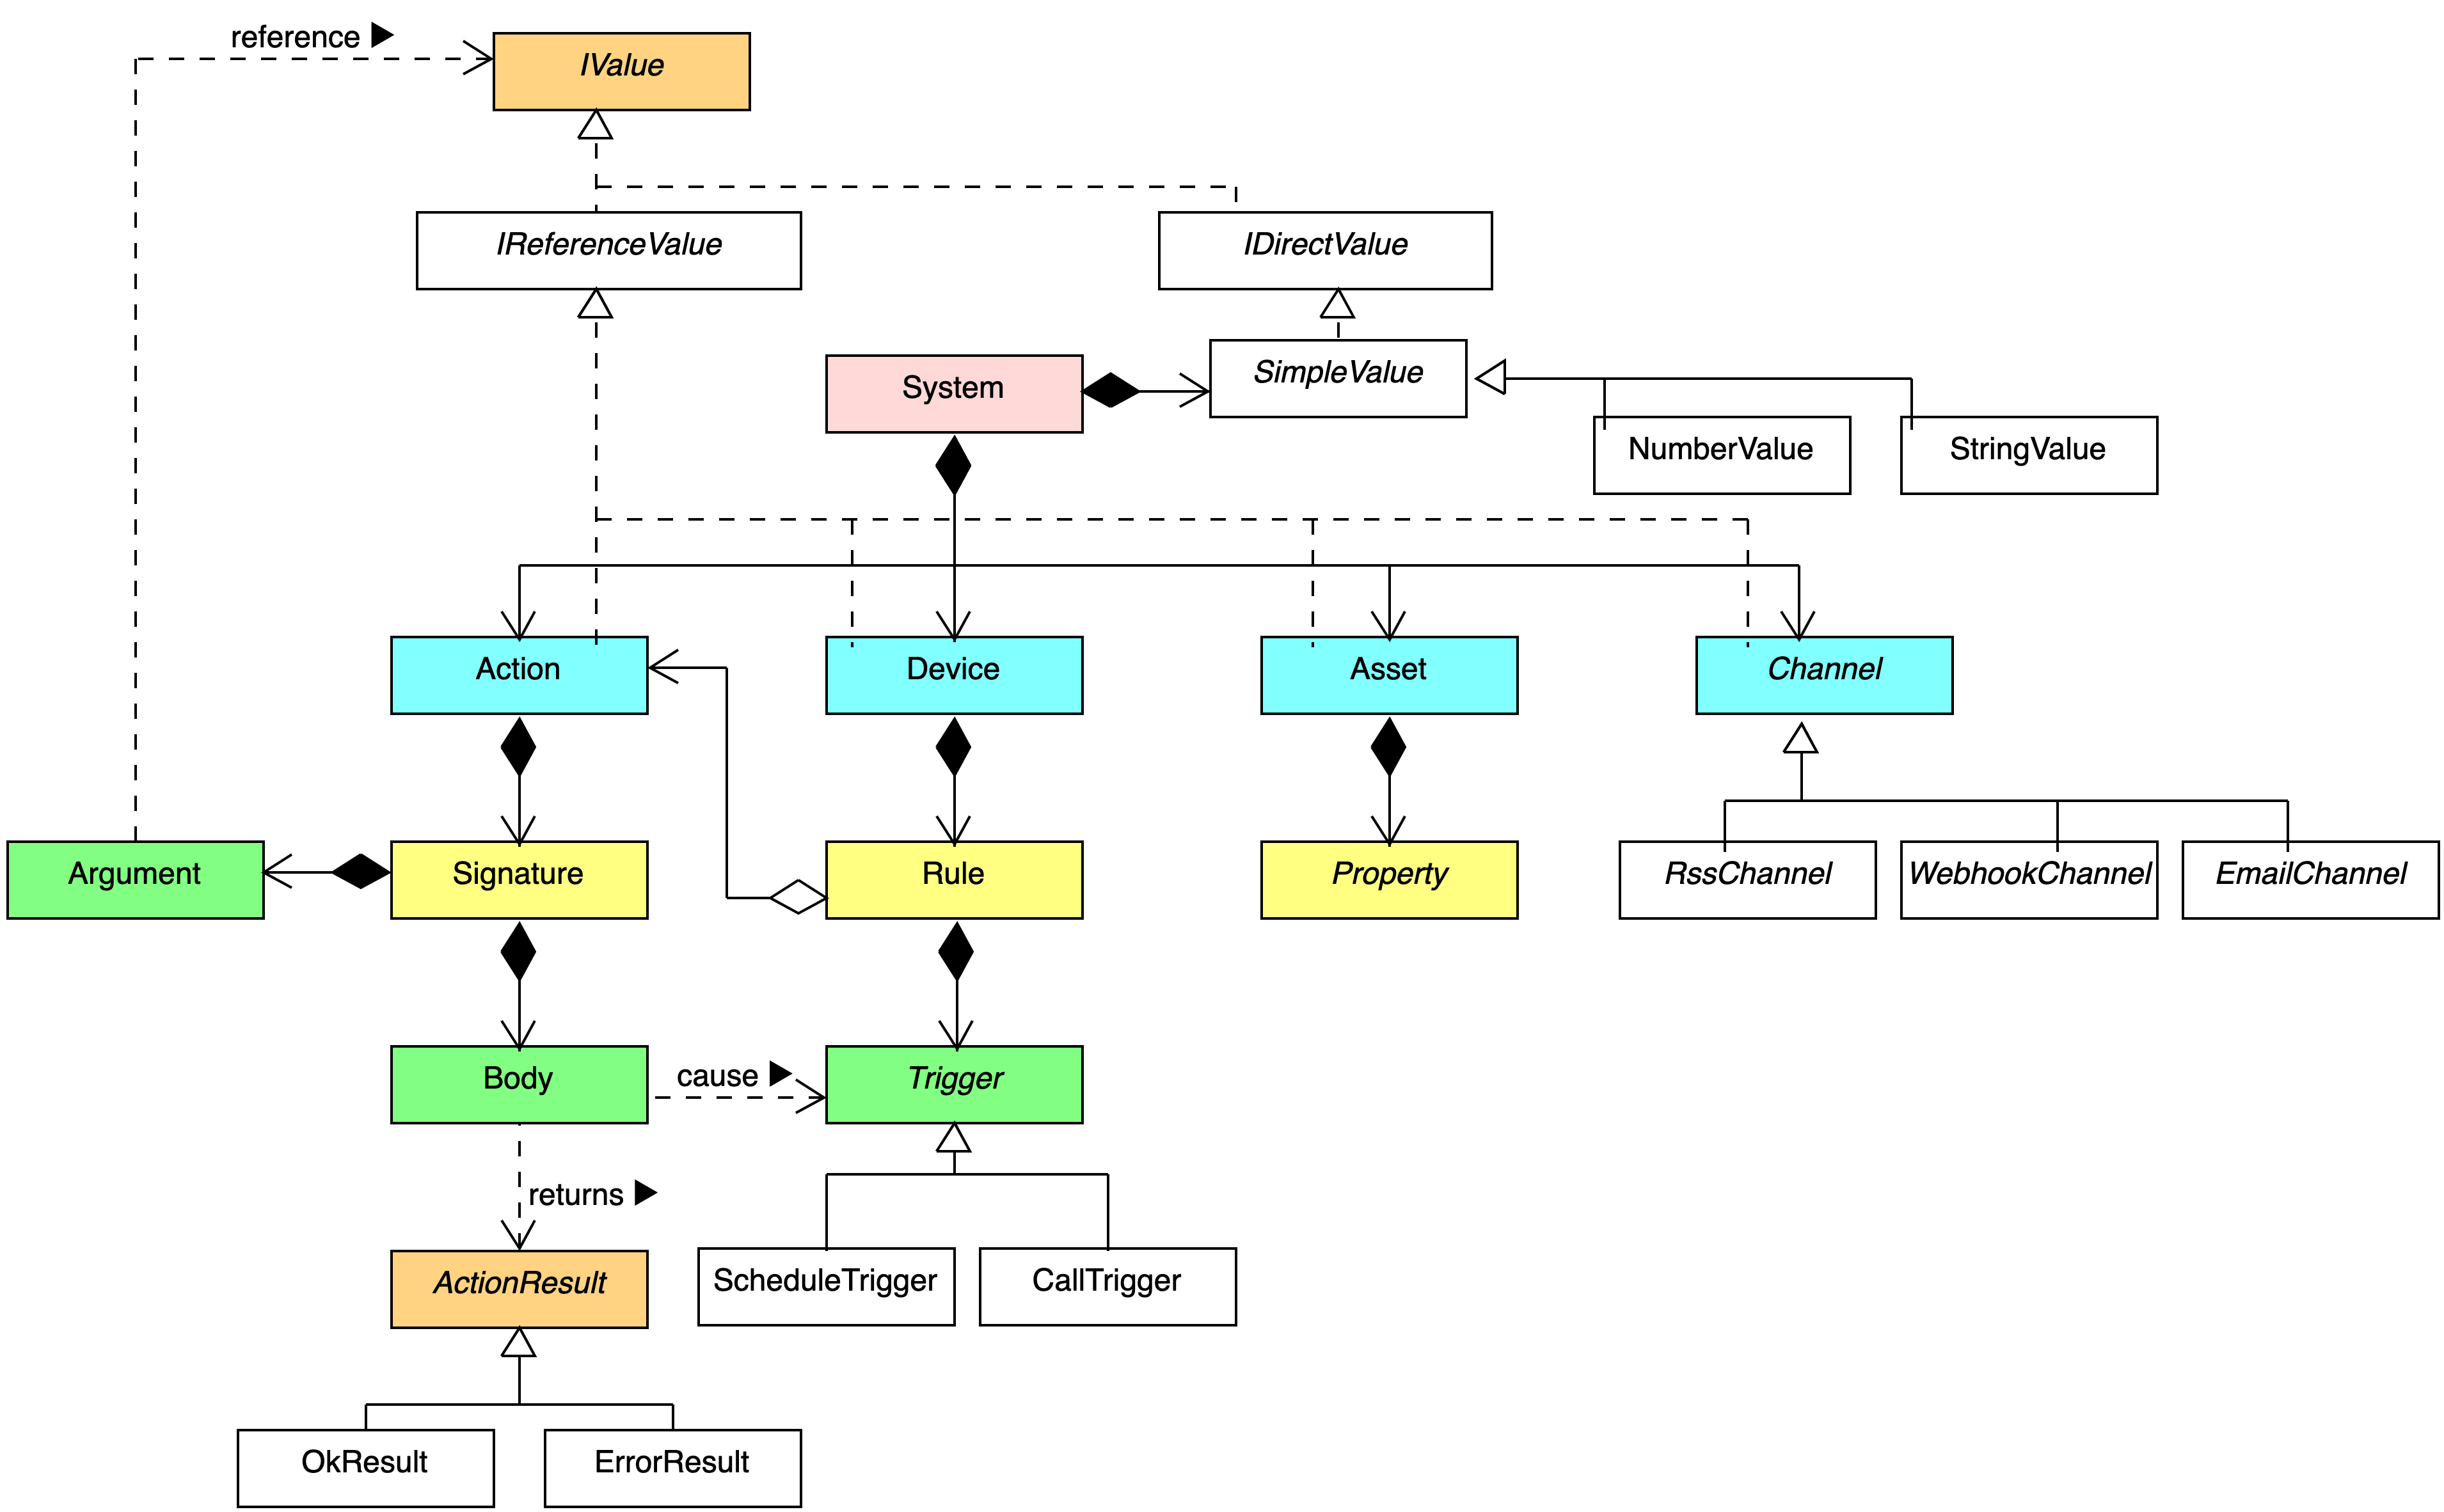 reference ▶
IValue
IReferenceValue
IDirectValue
System
SimpleValue
NumberValue
StringValue
Action
Device
Asset
Channel
Argument
Signature
Rule
Property
RssChannel
WebhookChannel
EmailChannel
Body
cause ▶
Trigger
returns ▶
ActionResult
ScheduleTrigger
CallTrigger
OkResult
ErrorResult